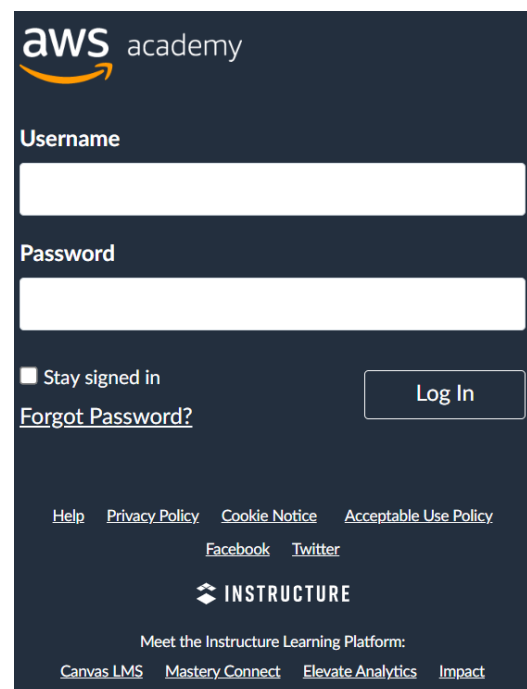 aws academy
Username
Password
Stay signed in
Log In
Forgot Password?
Help Privacy Policy Cookie Notice Acceptable Use Policy
Facebook Twitter
INSTRUCTURE
Meet the Instructure Learning Platform:
Canvas LMS Mastery Connect Elevate Analytics Impact